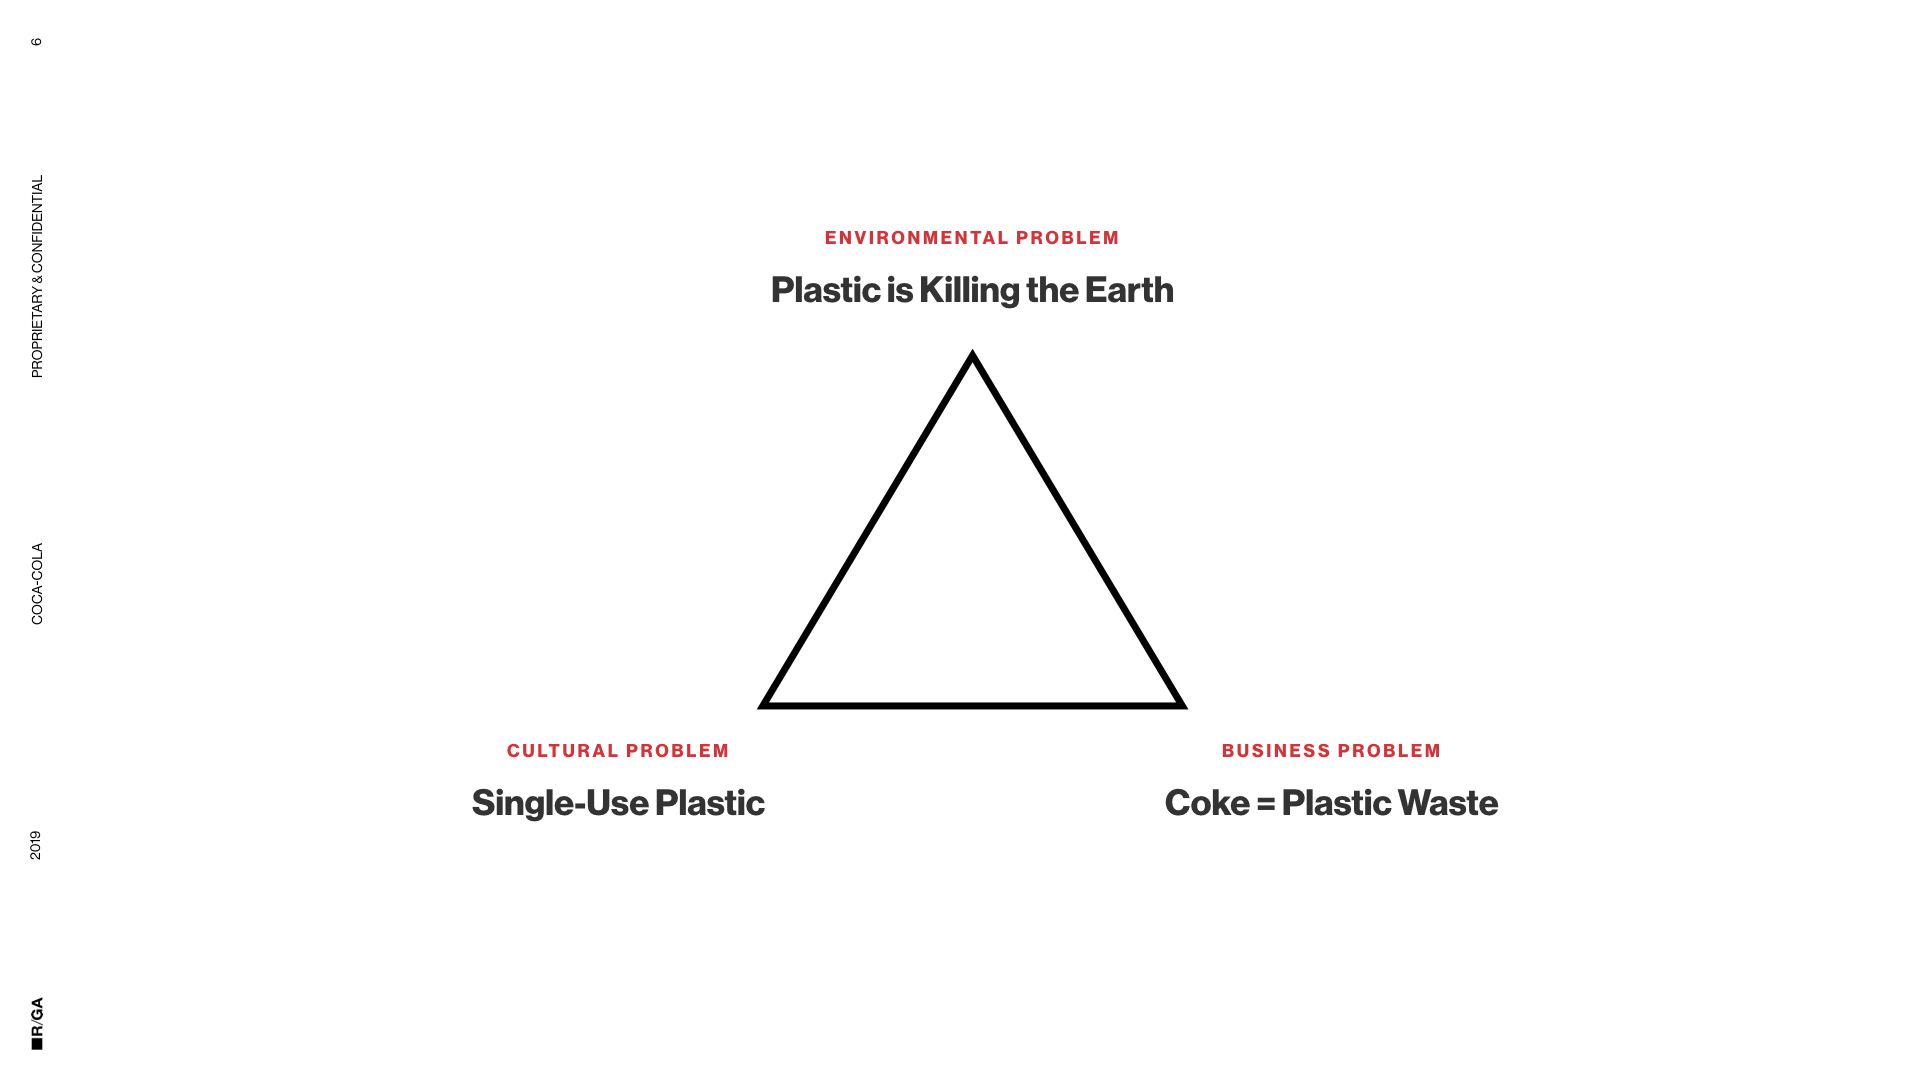 6
PROPRIETARY & CONFIDENTIAL
COCA-COLA
2019
R/GA
ENVIRONMENTAL PROBLEM
Plastic is Killing the Earth
CULTURAL PROBLEM
Single-Use Plastic
BUSINESS PROBLEM
Coke = Plastic Waste